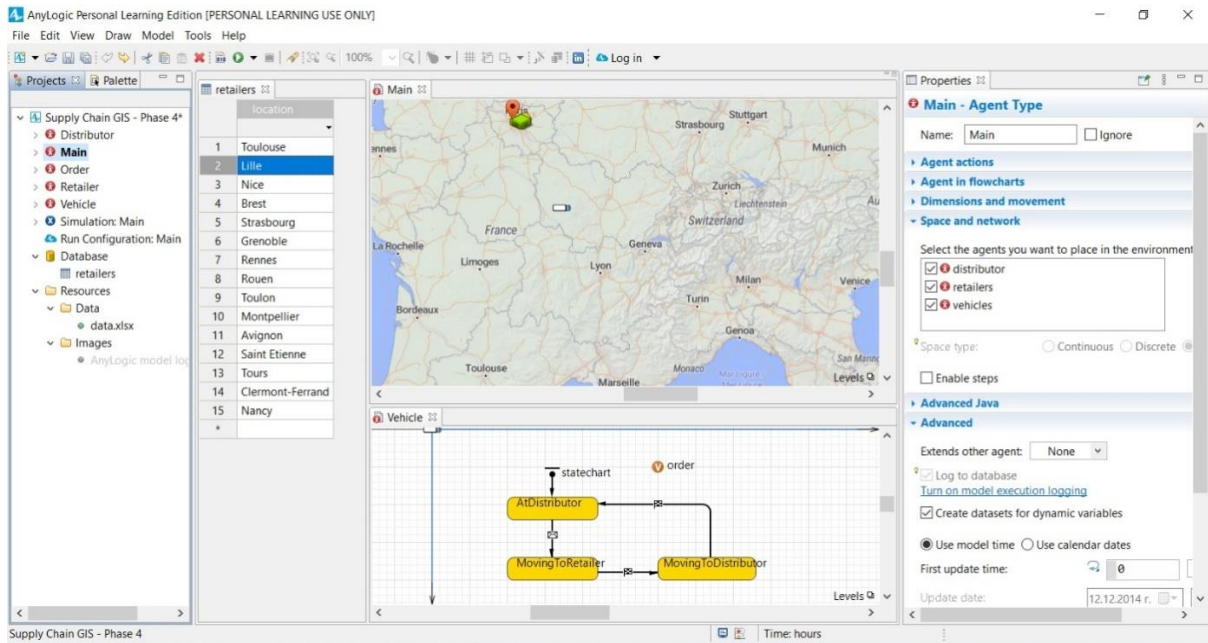 AnyLogic Personal Learning Edition [PERSONAL LEARNING USE ONLY]
File Edit View Draw Model Tools Help
100%
Log in
Projects
Palette
Supply Chain GIS - Phase 4*
Distributor
Main
Order
Retailer
Vehicle
Simulation: Main
Run Configuration: Main
Database
retailers
Resources
Data
data.xlsx
Images
AnyLogic model log
retailers
location
1 Toulouse
2 Lille
3 Nice
4 Brest
5 Strasbourg
6 Grenoble
7 Rennes
8 Rouen
9 Toulon
10 Montpellier
11 Avignon
12 Saint Etienne
13 Tours
14 Clermont-Ferrand
15 Nancy
*
Main
Stuttgart
Strasbourg
Munich
Zurich
Liechtenstein
Switzerland
France
La Rochelle
Geneva
Limoges
Lyon
Milan
Venice
Turin
Bordeaux
Genoa
Toulouse
Monaco
Marseille
Levels
Vehicle
statechart
order
AtDistributor
MovingToRetailer
MovingToDistributor
Levels
Properties
Main - Agent Type
Name: Main
Ignore
Agent actions
Agent in flowcharts
Dimensions and movement
Space and network
Select the agents you want to place in the environment
distributor
retailers
vehicles
Space type: Continuous Discrete
Enable steps
Advanced Java
Advanced
Extends other agent: None
Log to database
Turn on model execution logging
Create datasets for dynamic variables
Use model time Use calendar dates
First update time: 0
Update date: 12.12.2014 г.
Supply Chain GIS - Phase 4
Time: hours